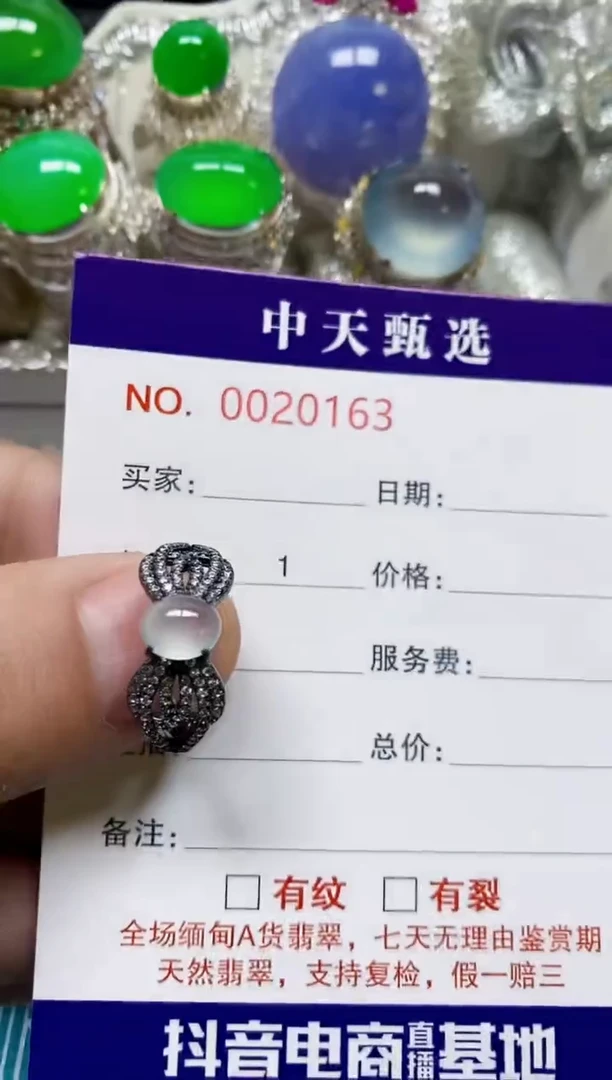 中天甄选
NO. 0020163
买家: 日期:
1 价格:
服务费:
总价:
备注:
□ 有纹 □ 有裂
全场缅甸A货翡翠，七天无理由鉴赏期
天然翡翠，支持复检，假一赔三
抖音电商直播基地